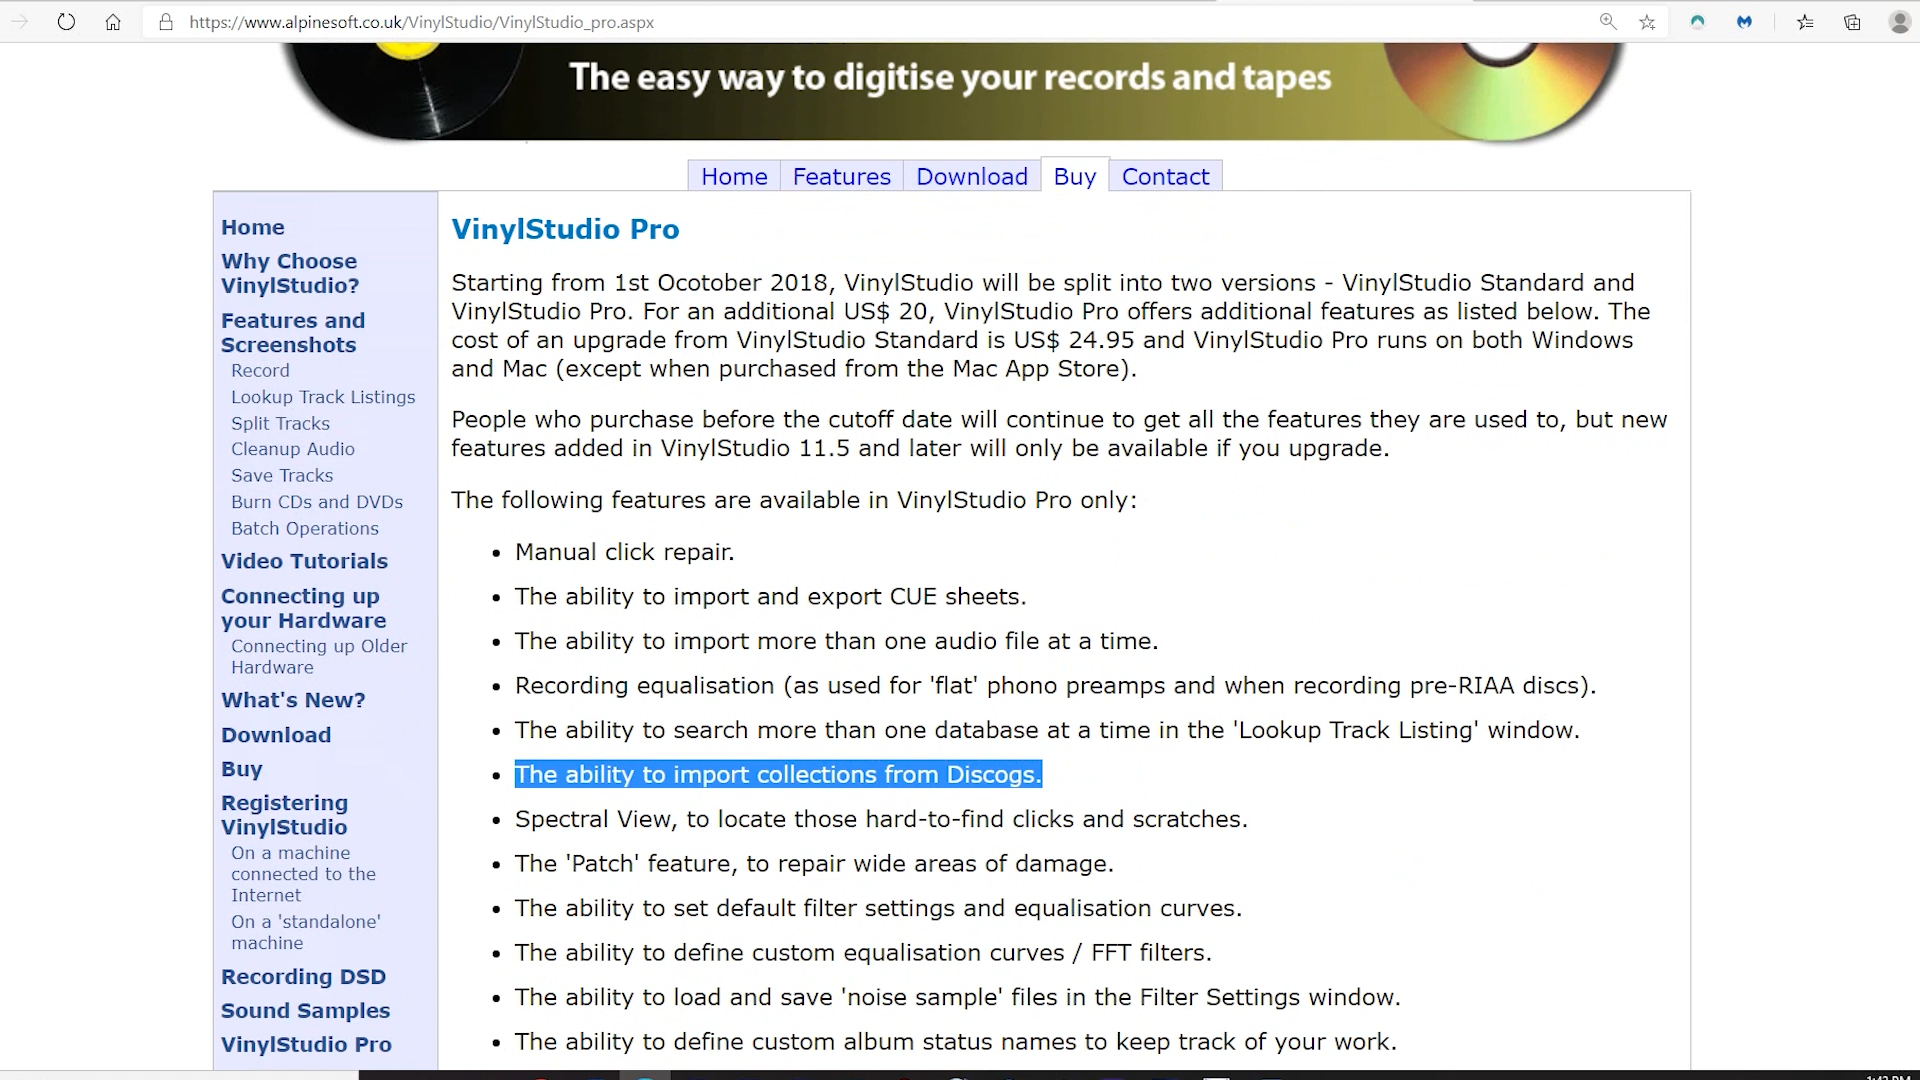 https://www.alpinesoft.co.uk/VinylStudio/VinylStudio_pro.aspx
The easy way to digitise your records and tapes
Home
Features
Download
Buy
Contact
Home
Why Choose
VinylStudio?
Features and
Screenshots
Record
Lookup Track Listings
Split Tracks
Cleanup Audio
Save Tracks
Burn CDs and DVDs
Batch Operations
Video Tutorials
Connecting up
your Hardware
Connecting up Older
Hardware
What's New?
Download
Buy
Registering
VinylStudio
On a machine
connected to the
Internet
On a 'standalone'
machine
Recording DSD
Sound Samples
VinylStudio Pro
VinylStudio Pro
Starting from 1st Ocotober 2018, VinylStudio will be split into two versions - VinylStudio Standard and
VinylStudio Pro. For an additional US$ 20, VinylStudio Pro offers additional features as listed below. The
cost of an upgrade from VinylStudio Standard is US$ 24.95 and VinylStudio Pro runs on both Windows
and Mac (except when purchased from the Mac App Store).
People who purchase before the cutoff date will continue to get all the features they are used to, but new
features added in VinylStudio 11.5 and later will only be available if you upgrade.
The following features are available in VinylStudio Pro only:
• Manual click repair.
• The ability to import and export CUE sheets.
• The ability to import more than one audio file at a time.
• Recording equalisation (as used for 'flat' phono preamps and when recording pre-RIAA discs).
• The ability to search more than one database at a time in the 'Lookup Track Listing' window.
• The ability to import collections from Discogs.
• Spectral View, to locate those hard-to-find clicks and scratches.
• The 'Patch' feature, to repair wide areas of damage.
• The ability to set default filter settings and equalisation curves.
• The ability to define custom equalisation curves / FFT filters.
• The ability to load and save 'noise sample' files in the Filter Settings window.
• The ability to define custom album status names to keep track of your work.